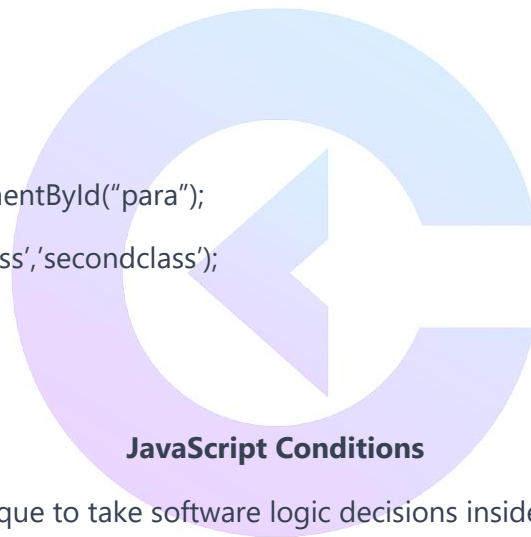 mentById(“para”);
ss’,’secondclass’);
JavaScript Conditions
que to take software logic decisions inside